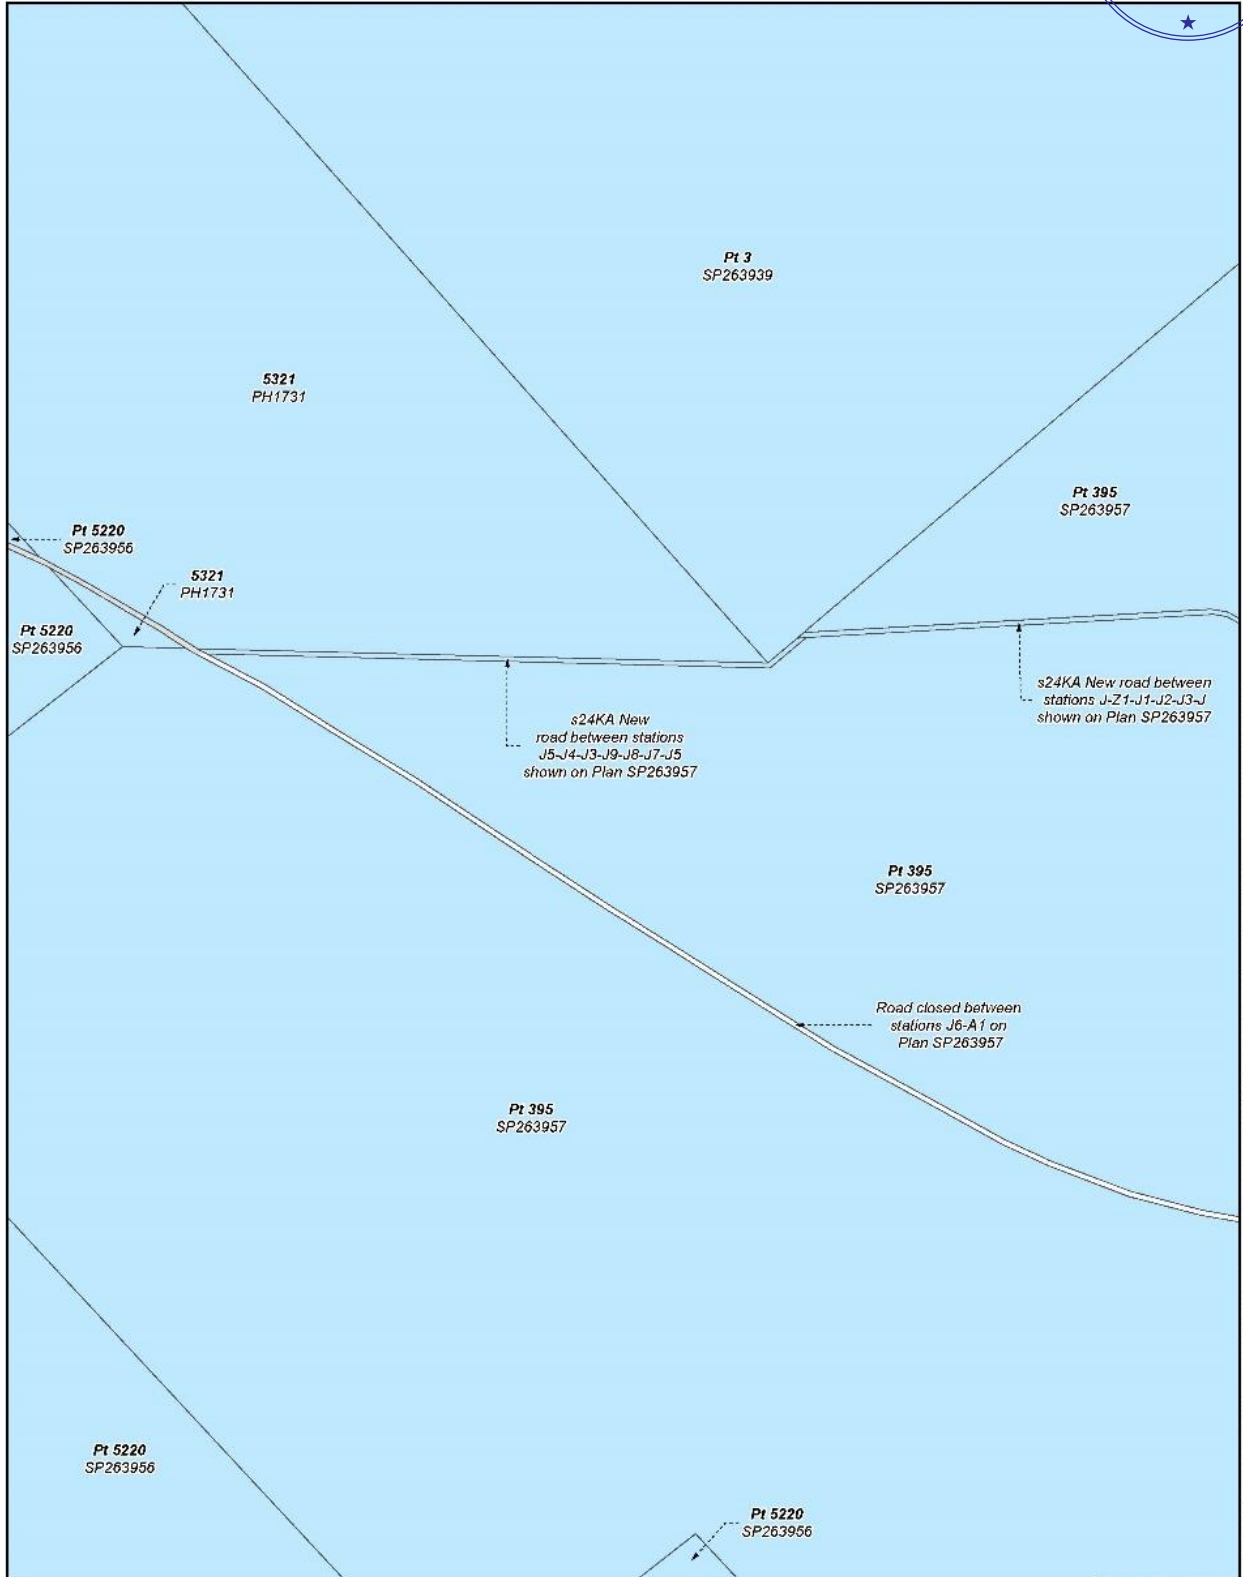 Pt 3
SP263939
5321
PH1731
Pt 395
SP263957
Pt 5220
SP263956
5321
PH1731
Pt 5220
SP263956
s24KA New road between
stations J-Z1-J1-J2-J3-J
shown on Plan SP263957
s24KA New
road between stations
J5-J4-J3-J9-J8-J7-J5
shown on Plan SP263957
Pt 395
SP263957
Road closed between
stations J6-A1 on
Plan SP263957
Pt 395
SP263957
Pt 5220
SP263956
Pt 5220
SP263956